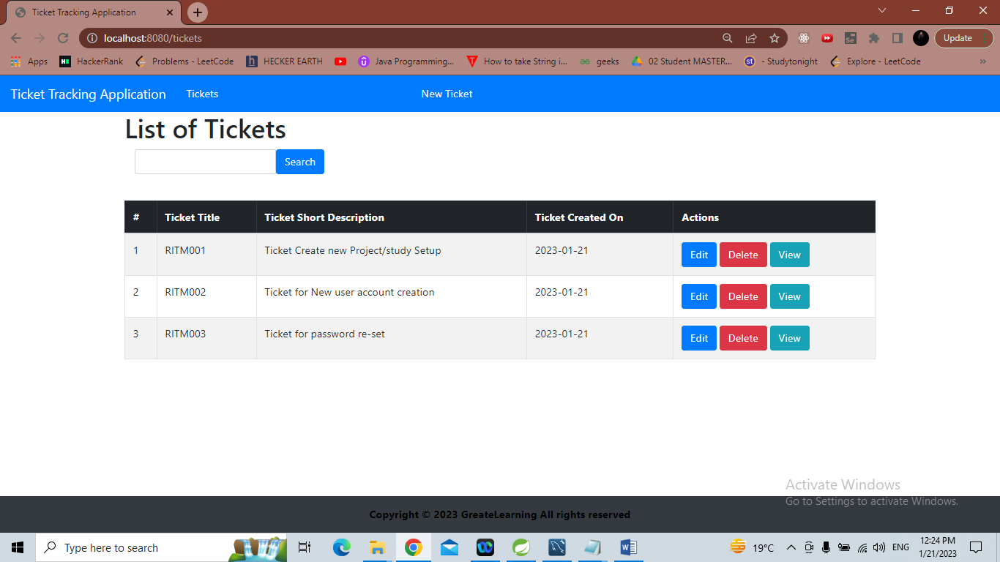 Ticket Tracking Application
localhost:8080/tickets
Update
Apps HackerRank Problems - LeetCode HECKER EARTH Java Programming... How to take String i... geeks 02 Student MASTER... - Studytonight Explore - LeetCode »
Ticket Tracking Application Tickets New Ticket
List of Tickets
Search
# Ticket Title Ticket Short Description Ticket Created On Actions
1 RITM001 Ticket Create new Project/study Setup 2023-01-21 Edit Delete View
2 RITM002 Ticket for New user account creation 2023-01-21 Edit Delete View
3 RITM003 Ticket for password re-set 2023-01-21 Edit Delete View
Activate Windows
Go to Settings to activate Windows.
Copyright © 2023 GreateLearning All rights reserved
Type here to search
19°C
ENG
12:24 PM
1/21/2023